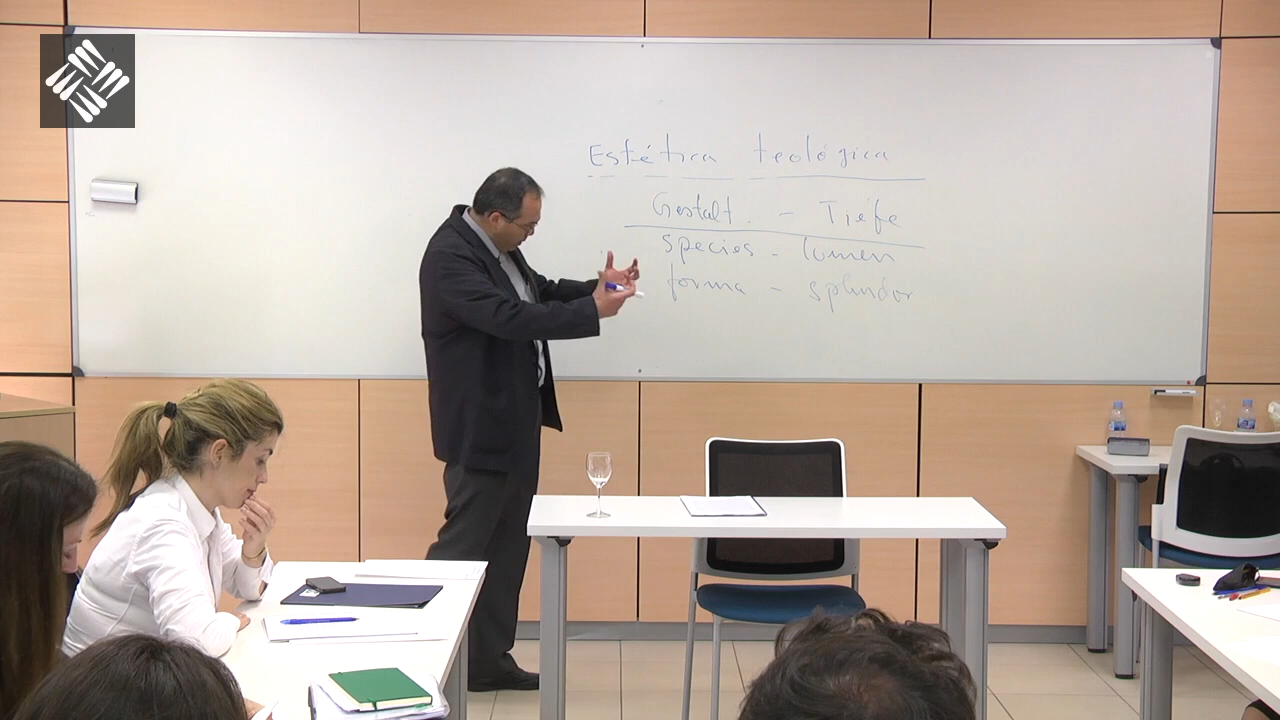 Estética teológica
Gestalt. - Tiefe
species - lumen
forma - splendor